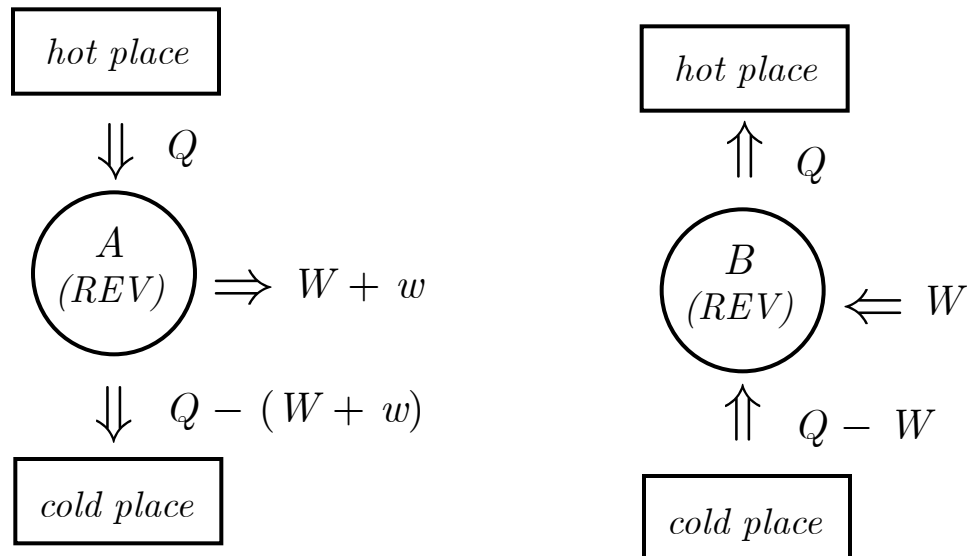 hot place
Q
A
(REV)
W + w
Q − (W + w)
cold place
hot place
Q
B
(REV)
W
Q − W
cold place